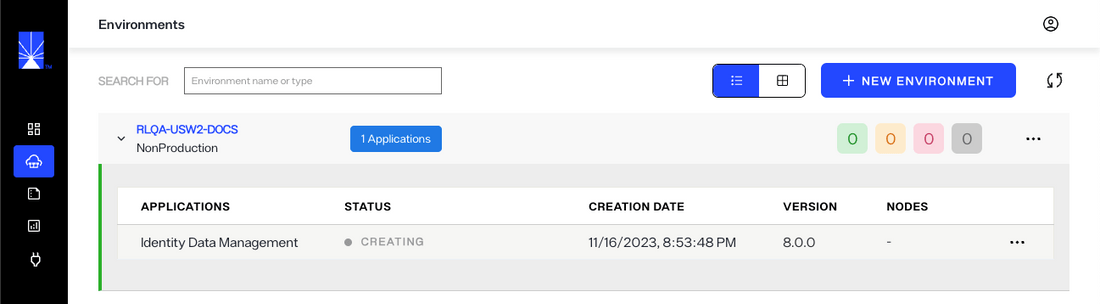 Environments
TM
SEARCH FOR
Environment name or type
+ NEW ENVIRONMENT
RLQA-USW2-DOCS
NonProduction
1 Applications
0 0 0 0
APPLICATIONS STATUS CREATION DATE VERSION NODES
Identity Data Management CREATING 11/16/2023, 8:53:48 PM 8.0.0 -